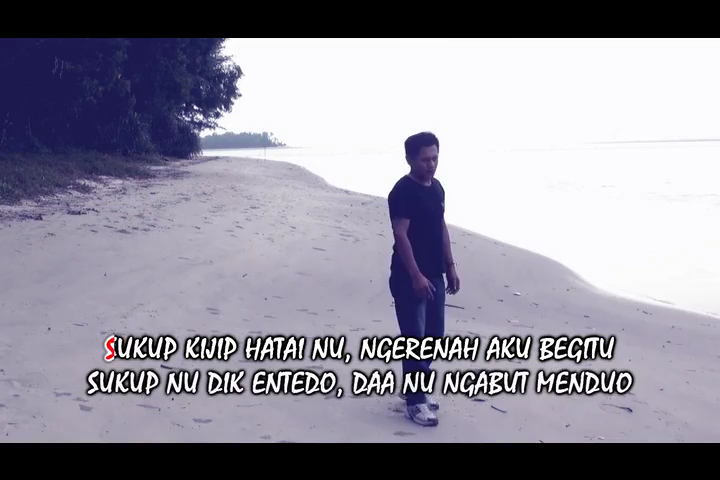 SUKUP KIJIP HATAI NU, NGERENAH AKU BEGITU
SUKUP NU DIK ENTEDO, DAA NU NGABUT MENDUO